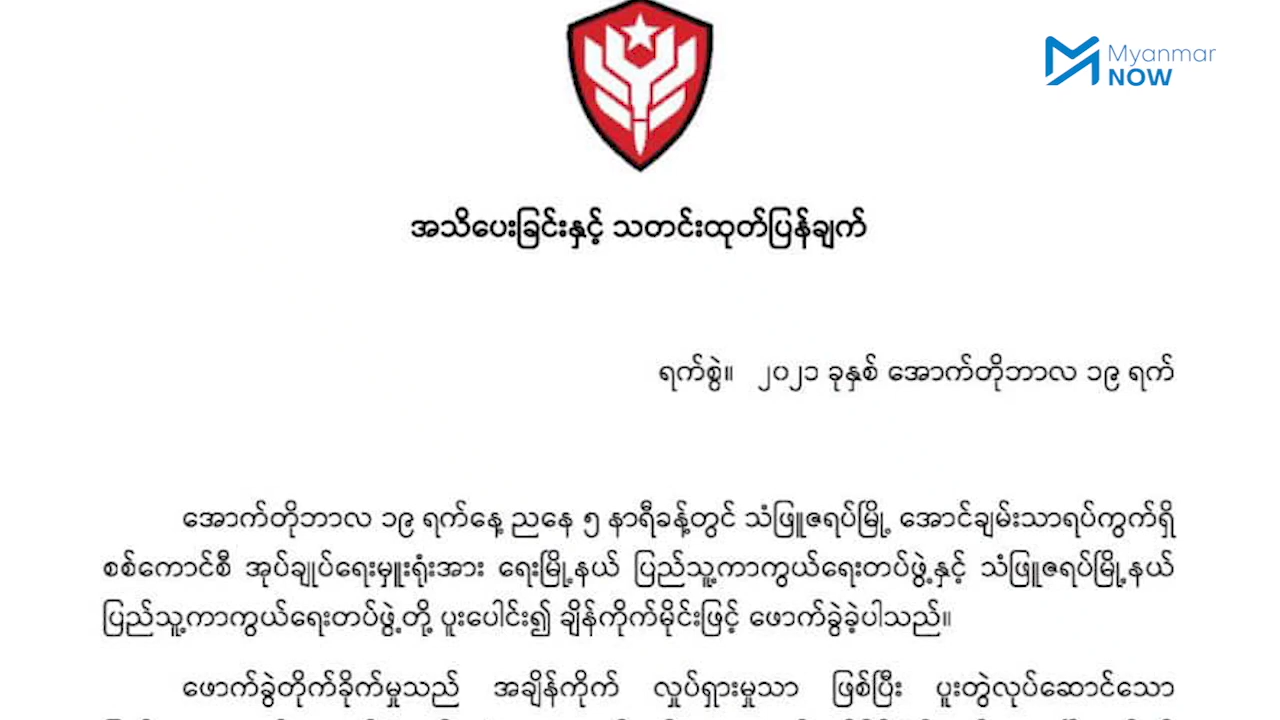 Myanmar
NOW
အသိပေးခြင်းနှင့် သတင်းထုတ်ပြန်ချက်
ရက်စွဲ။ ၂၀၂၁ ခုနှစ် အောက်တိုဘာလ ၁၉ ရက်
အောက်တိုဘာလ ၁၉ ရက်နေ့ ညနေ ၅ နာရီခန့်တွင် သံဖြူဇရပ်မြို့ အောင်ချမ်းသာရပ်ကွက်ရှိ
စစ်ကောင်စီ အုပ်ချုပ်ရေးမှူးရုံးအား ရေးမြို့နယ် ပြည်သူ့ကာကွယ်ရေးတပ်ဖွဲ့နှင့် သံဖြူဇရပ်မြို့နယ်
ပြည်သူ့ကာကွယ်ရေးတပ်ဖွဲ့တို့ ပူးပေါင်း၍ ချိန်ကိုက်မိုင်းဖြင့် ဖောက်ခွဲခဲ့ပါသည်။
ဖောက်ခွဲတိုက်ခိုက်မှုသည် အချိန်ကိုက် လှုပ်ရှားမှုသာ ဖြစ်ပြီး ပူးတွဲလုပ်ဆောင်သော